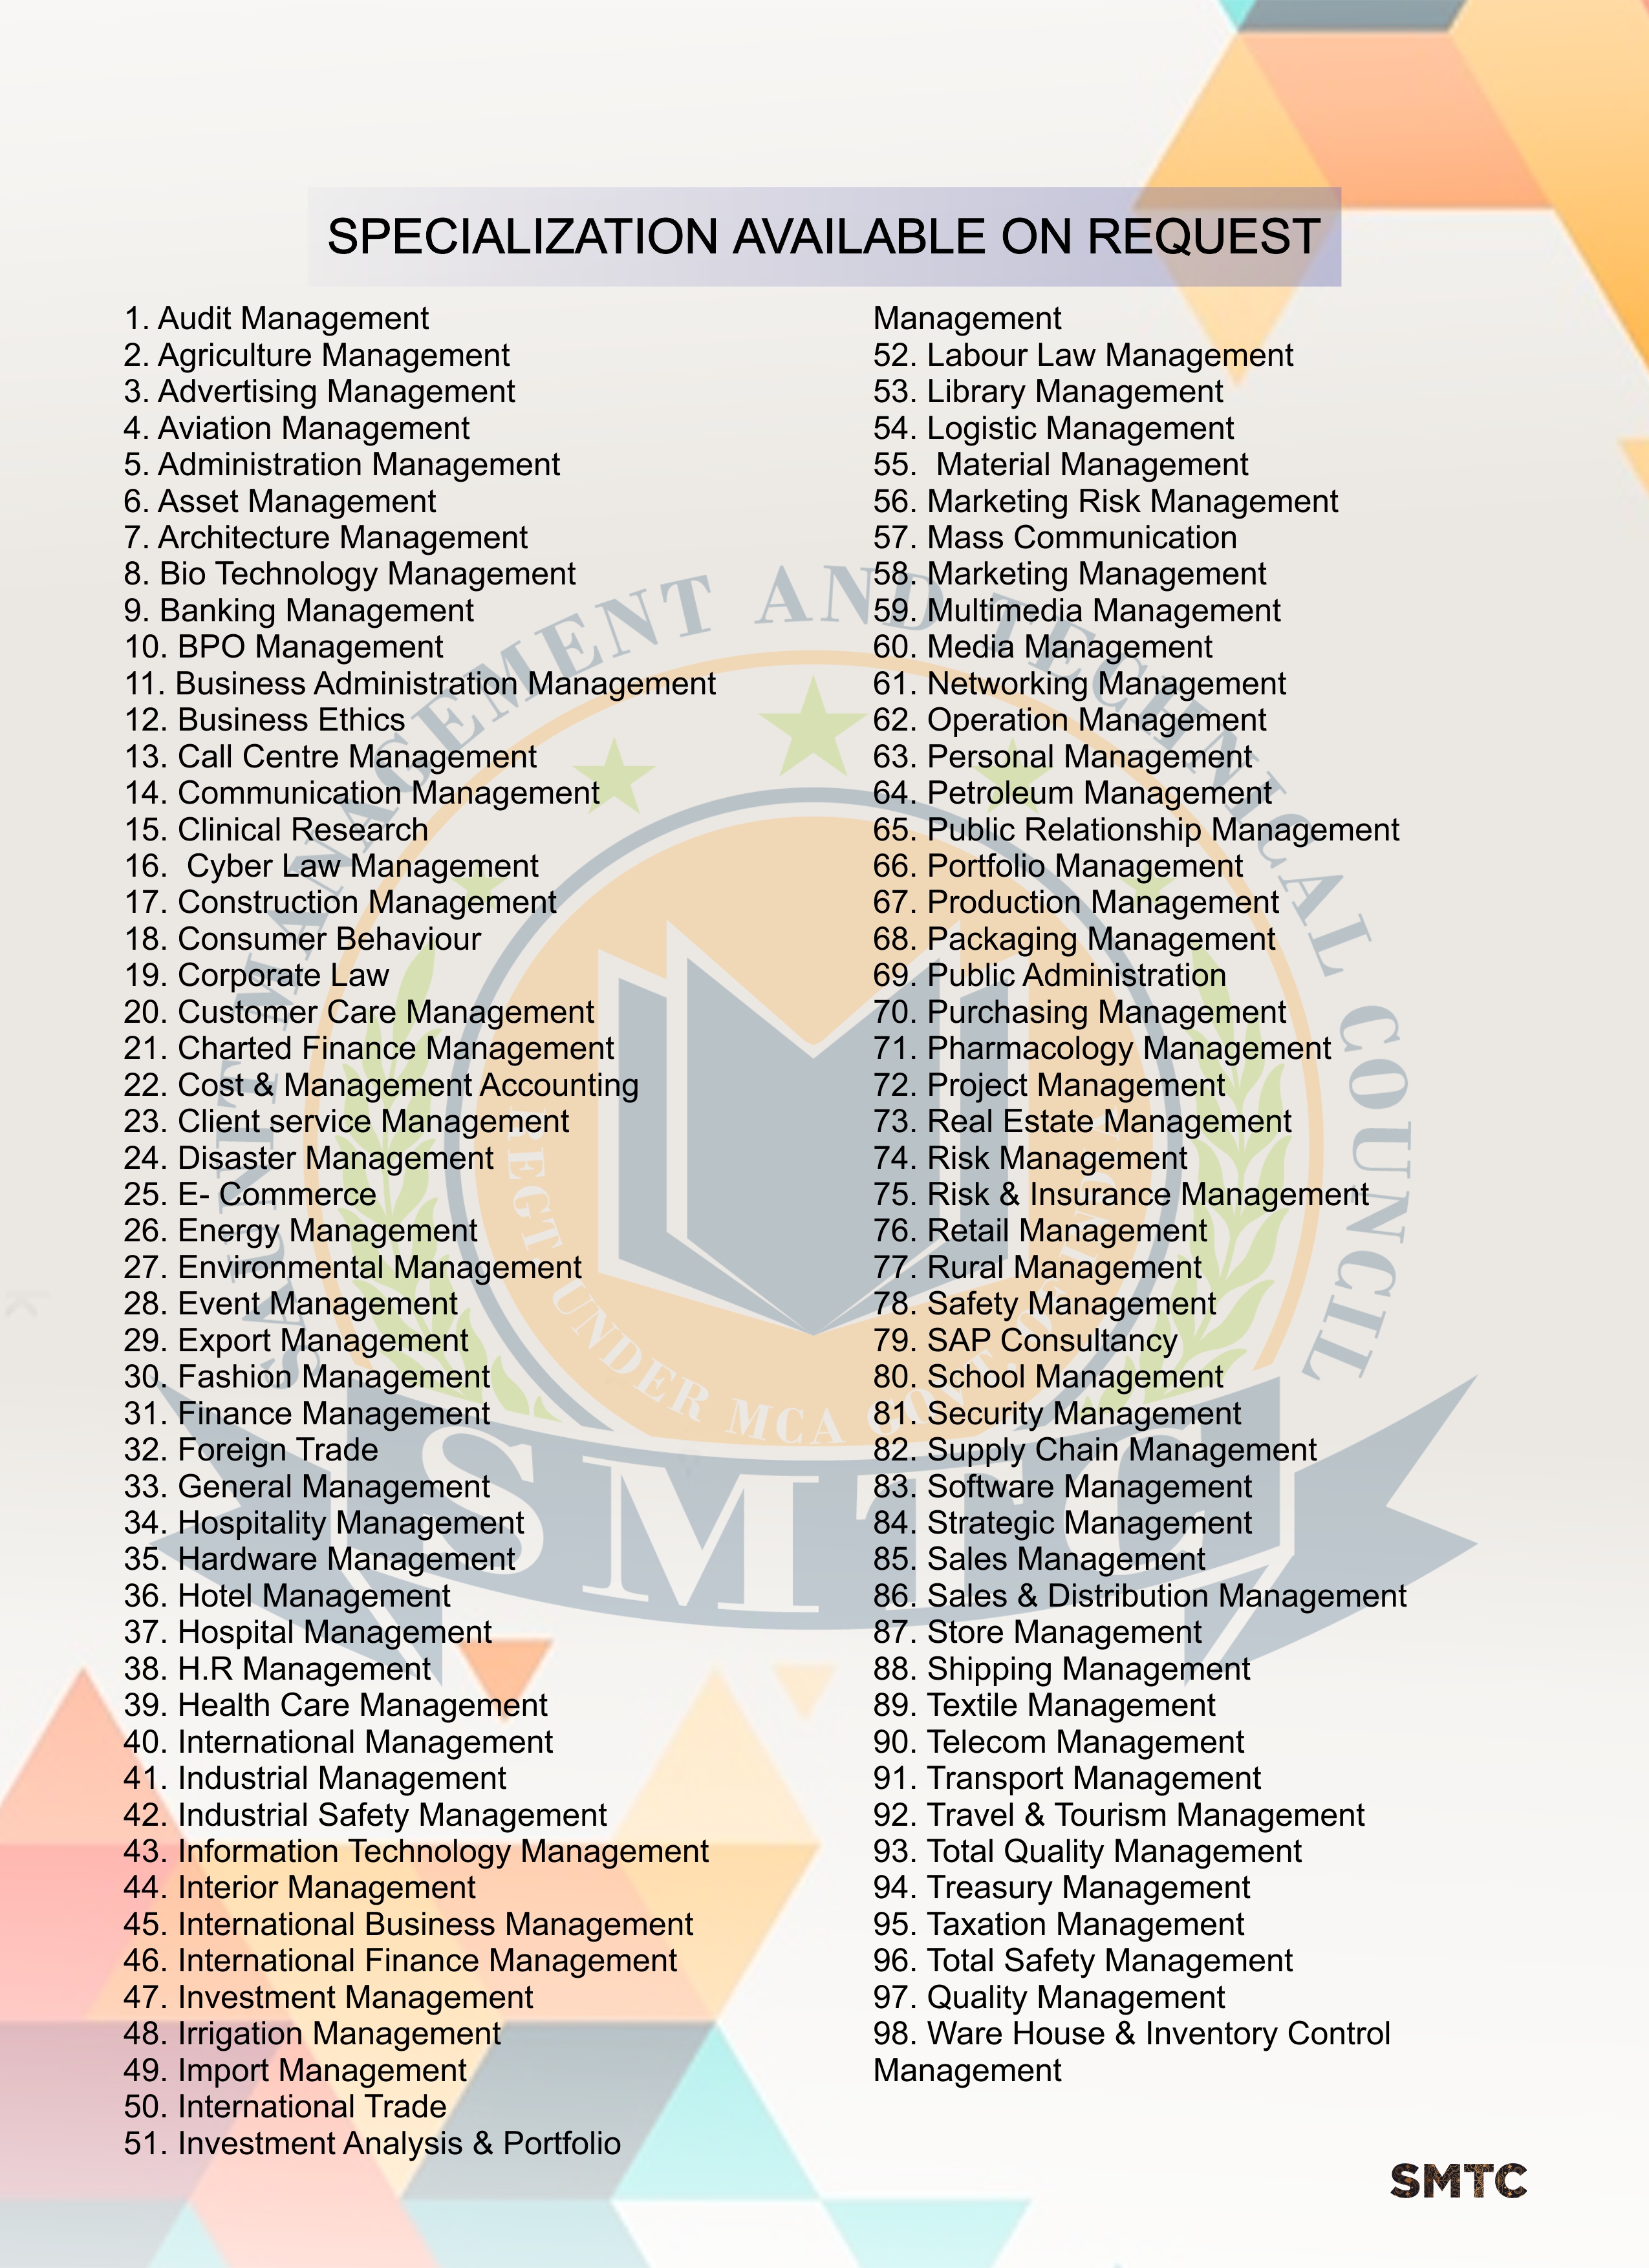 SPECIALIZATION AVAILABLE ON REQUEST
1. Audit Management
2. Agriculture Management
3. Advertising Management
4. Aviation Management
5. Administration Management
6. Asset Management
7. Architecture Management
8. Bio Technology Management
9. Banking Management
10. BPO Management
11. Business Administration Management
12. Business Ethics
13. Call Centre Management
14. Communication Management
15. Clinical Research
16.  Cyber Law Management
17. Construction Management
18. Consumer Behaviour
19. Corporate Law
20. Customer Care Management
21. Charted Finance Management
22. Cost & Management Accounting
23. Client service Management
24. Disaster Management
25. E- Commerce
26. Energy Management
27. Environmental Management
28. Event Management
29. Export Management
30. Fashion Management
31. Finance Management
32. Foreign Trade
33. General Management
34. Hospitality Management
35. Hardware Management
36. Hotel Management
37. Hospital Management
38. H.R Management
39. Health Care Management
40. International Management
41. Industrial Management
42. Industrial Safety Management
43. Information Technology Management
44. Interior Management
45. International Business Management
46. International Finance Management
47. Investment Management
48. Irrigation Management
49. Import Management
50. International Trade
51. Investment Analysis & Portfolio
Management
52. Labour Law Management
53. Library Management
54. Logistic Management
55.  Material Management
56. Marketing Risk Management
57. Mass Communication
58. Marketing Management
59. Multimedia Management
60. Media Management
61. Networking Management
62. Operation Management
63. Personal Management
64. Petroleum Management
65. Public Relationship Management
66. Portfolio Management
67. Production Management
68. Packaging Management
69. Public Administration
70. Purchasing Management
71. Pharmacology Management
72. Project Management
73. Real Estate Management
74. Risk Management
75. Risk & Insurance Management
76. Retail Management
77. Rural Management
78. Safety Management
79. SAP Consultancy
80. School Management
81. Security Management
82. Supply Chain Management
83. Software Management
84. Strategic Management
85. Sales Management
86. Sales & Distribution Management
87. Store Management
88. Shipping Management
89. Textile Management
90. Telecom Management
91. Transport Management
92. Travel & Tourism Management
93. Total Quality Management
94. Treasury Management
95. Taxation Management
96. Total Safety Management
97. Quality Management
98. Ware House & Inventory Control
Management
MANAGEMENT AND TECHNICAL COUNCIL
REGT UNDER MCA GOVT.
SMTC
SMTC